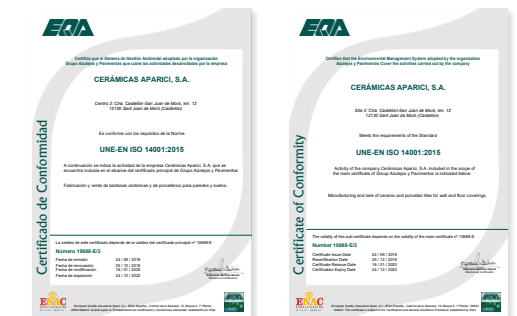 EQA
Certifica que el Sistema de Gestión Ambiental adoptado por la organización
Grupo Azulejos y Pavimentos que cubre las actividades desarrolladas por la empresa
CERÁMICAS APARICI, S.A.
Centro 2: Ctra. Castellón-San Juan de Moró, km. 12
12130 Sant Joan de Moró (Castellón)
Es conforme con los requisitos de la Norma
UNE-EN ISO 14001:2015
A continuación se indica la actividad de la empresa Cerámicas Aparici, S.A. que se
encuentra incluida en el alcance del certificado principal de Grupo Azulejos y Pavimentos:
Fabricación y venta de baldosas cerámicas y de porcelánico para paredes y suelos.
Certificado de Conformidad
La validez de este certificado depende de la validez del certificado principal nº 10688-E
Número 10688-E/3
Fecha de emisión 24 / 09 / 2019
Fecha de renovación 25 / 12 / 2019
Fecha de modificación 16 / 01 / 2020
Fecha de expiración 24 / 12 / 2022
ENAC
EQA
Certifies that the Environmental Management System adopted by the organization
Azulejos y Pavimentos Cover the activities carried out by the company
CERÁMICAS APARICI, S.A.
Site 2: Ctra. Castellón-San Juan de Moró, km. 12
12130 Sant Joan de Moró (Castellón)
Meets the requirements of the Standard
UNE-EN ISO 14001:2015
Activity of the company Cerámicas Aparici, S.A. included in the scope of
the main certificate of Group Azulejos y Pavimentos is indicated below:
Manufacturing and sale of ceramic and porcelain tiles for wall and floor coverings.
Certificate of Conformity
The validity of this sub-certificate depends on the validity of the main certificate nº 10688-E
Number 10688-E/3
Certificate Issue Date 24 / 09 / 2019
Recertification Date 25 / 12 / 2019
Certificate Reissue Date 16 / 01 / 2020
Certification Expiry Date 24 / 12 / 2022
ENAC